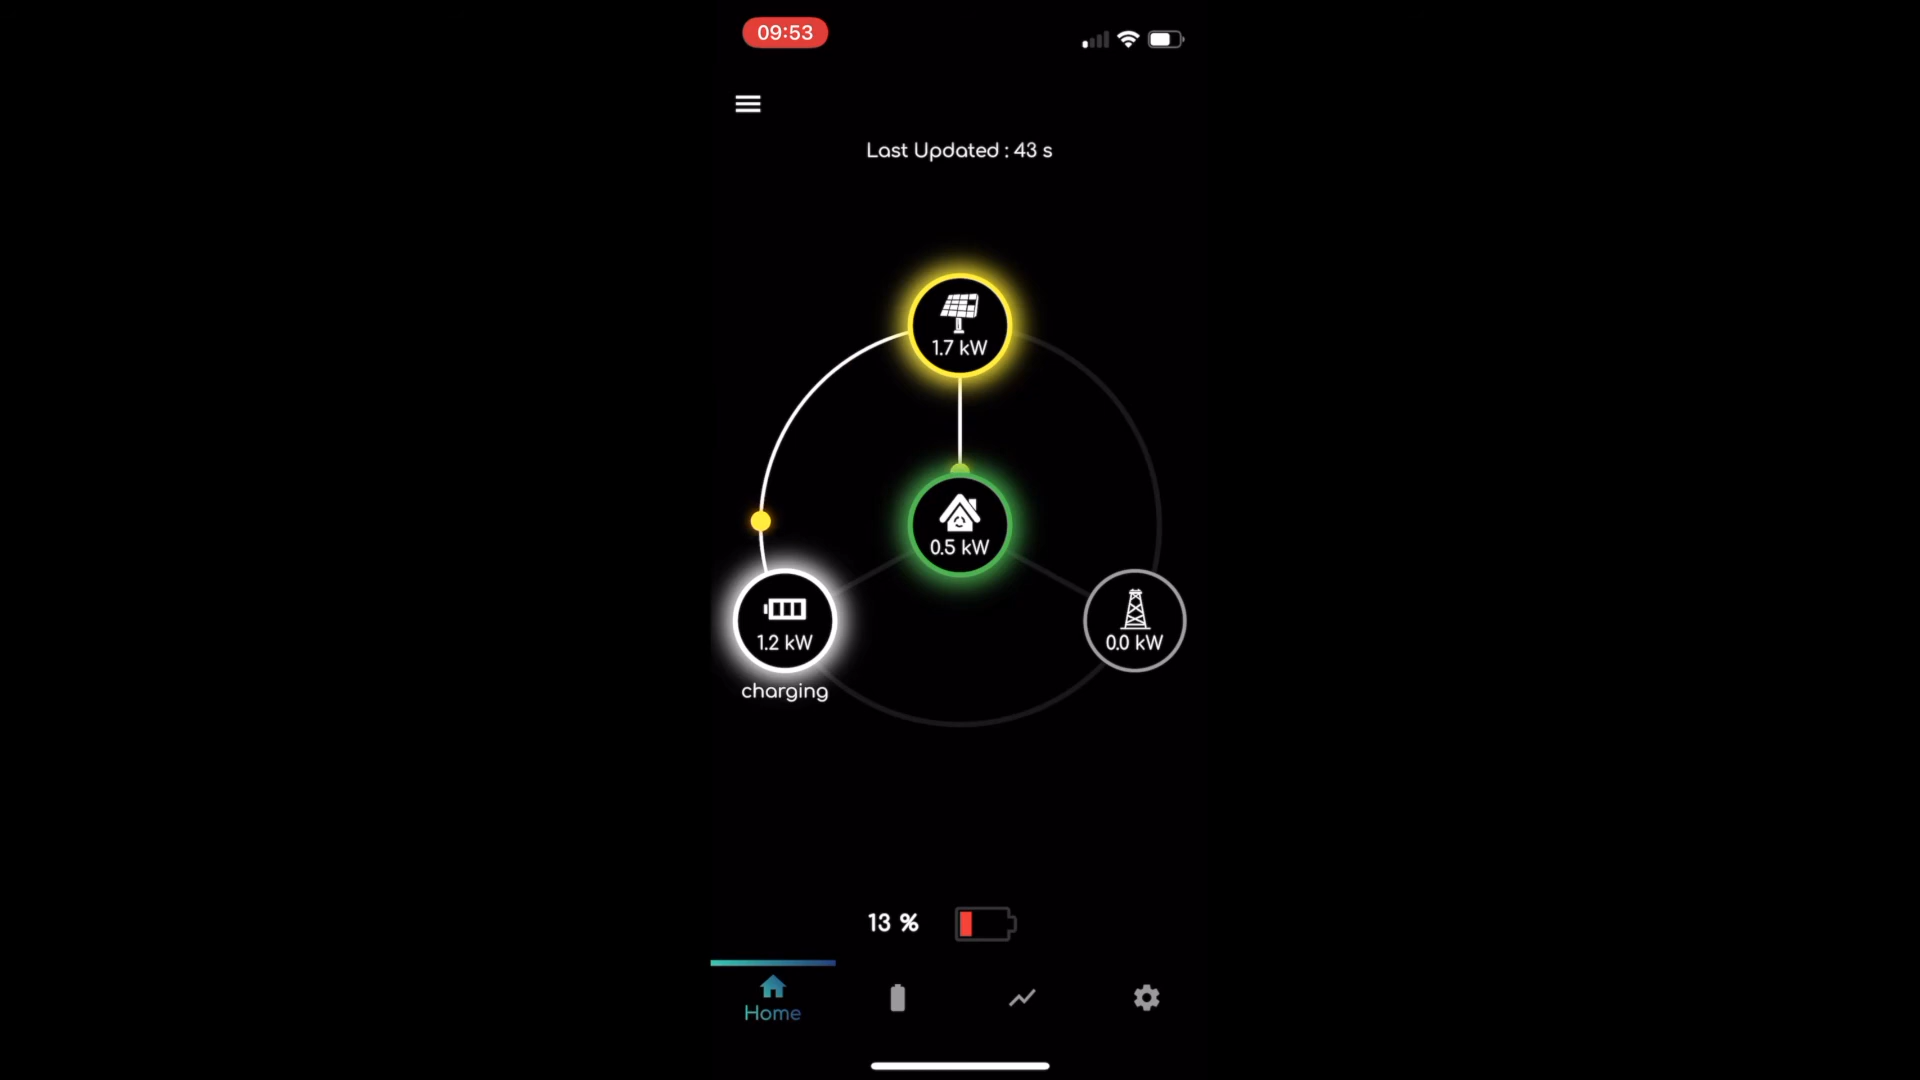 09:53
Last Updated : 43 s
1.7 kW
0.5 kW
1.2 kW
0.0 kW
charging
13 %
Home